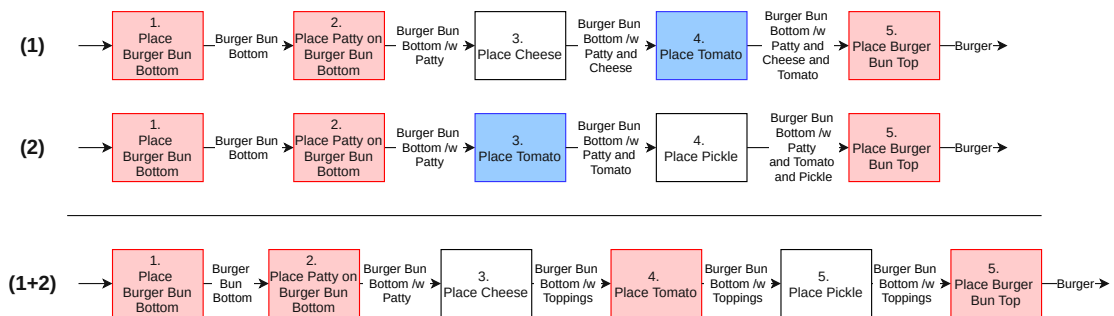 (1)
1.
Place
Burger Bun
Bottom
Burger Bun
Bottom
2.
Place Patty on
Burger Bun
Bottom
Burger Bun
Bottom /w
Patty
3.
Place Cheese
Burger Bun
Bottom /w
Patty and
Cheese
4.
Place Tomato
Burger Bun
Bottom /w
Patty and
Cheese and
Tomato
5.
Place Burger
Bun Top
Burger
(2)
1.
Place
Burger Bun
Bottom
Burger Bun
Bottom
2.
Place Patty on
Burger Bun
Bottom
Burger Bun
Bottom /w
Patty
3.
Place Tomato
Burger Bun
Bottom /w
Patty and
Tomato
4.
Place Pickle
Burger Bun
Bottom /w
Patty
and Tomato
and Pickle
5.
Place Burger
Bun Top
Burger
(1+2)
1.
Place
Burger Bun
Bottom
Burger
Bun
Bottom
2.
Place Patty on
Burger Bun
Bottom
Burger Bun
Bottom /w
Patty
3.
Place Cheese
Burger Bun
Bottom /w
Toppings
4.
Place Tomato
Burger Bun
Bottom /w
Toppings
5.
Place Pickle
Burger Bun
Bottom /w
Toppings
5.
Place Burger
Bun Top
Burger